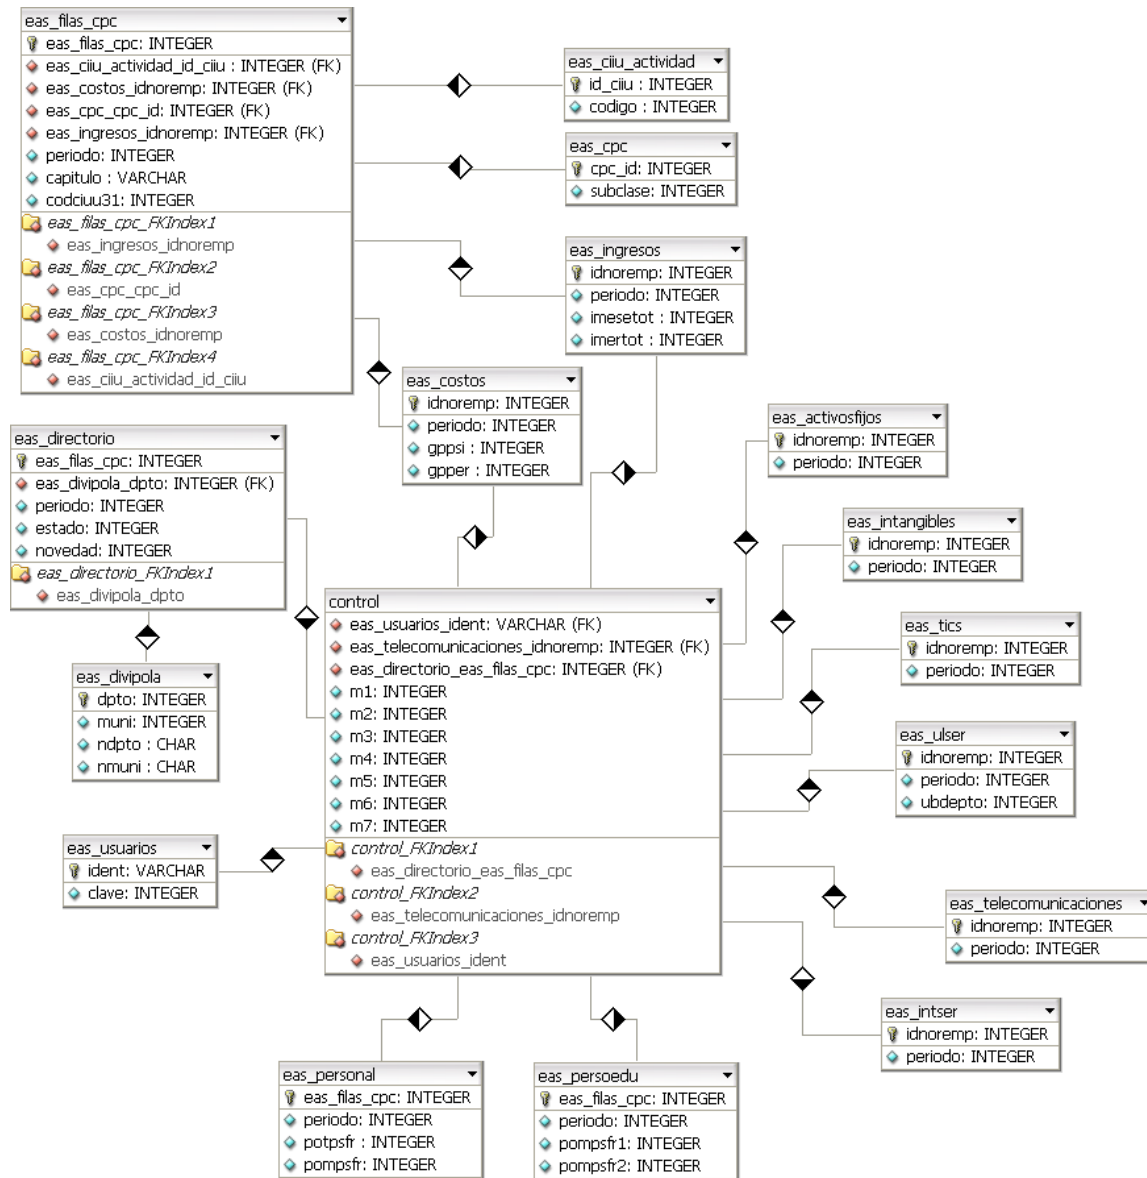 eas_filas_cpc
eas_filas_cpc: INTEGER
eas_ciiu_actividad_id_ciiu : INTEGER (FK)
eas_costos_idnoremp: INTEGER (FK)
eas_cpc_cpc_id: INTEGER (FK)
eas_ingresos_idnoremp: INTEGER (FK)
periodo: INTEGER
capitulo : VARCHAR
codciuu31: INTEGER
eas_filas_cpc_FKIndex1
eas_ingresos_idnoremp
eas_filas_cpc_FKIndex2
eas_cpc_cpc_id
eas_filas_cpc_FKIndex3
eas_costos_idnoremp
eas_filas_cpc_FKIndex4
eas_ciiu_actividad_id_ciiu
eas_ciiu_actividad
id_ciiu : INTEGER
codigo : INTEGER
eas_cpc
cpc_id: INTEGER
subclase: INTEGER
eas_ingresos
idnoremp: INTEGER
periodo: INTEGER
imesetot : INTEGER
imertot : INTEGER
eas_costos
idnoremp: INTEGER
periodo: INTEGER
gppsi : INTEGER
gpper : INTEGER
eas_activosfijos
idnoremp: INTEGER
periodo: INTEGER
eas_directorio
eas_filas_cpc: INTEGER
eas_divipola_dpto: INTEGER (FK)
periodo: INTEGER
estado: INTEGER
novedad: INTEGER
eas_directorio_FKIndex1
eas_divipola_dpto
eas_intangibles
idnoremp: INTEGER
periodo: INTEGER
control
eas_usuarios_ident: VARCHAR (FK)
eas_telecomunicaciones_idnoremp: INTEGER (FK)
eas_directorio_eas_filas_cpc: INTEGER (FK)
m1: INTEGER
m2: INTEGER
m3: INTEGER
m4: INTEGER
m5: INTEGER
m6: INTEGER
m7: INTEGER
control_FKIndex1
eas_directorio_eas_filas_cpc
control_FKIndex2
eas_telecomunicaciones_idnoremp
control_FKIndex3
eas_usuarios_ident
eas_tics
idnoremp: INTEGER
periodo: INTEGER
eas_divipola
dpto: INTEGER
muni: INTEGER
ndpto : CHAR
nmuni : CHAR
eas_ulser
idnoremp: INTEGER
periodo: INTEGER
ubdepto: INTEGER
eas_usuarios
ident: VARCHAR
clave: INTEGER
eas_telecomunicaciones
idnoremp: INTEGER
periodo: INTEGER
eas_intser
idnoremp: INTEGER
periodo: INTEGER
eas_personal
eas_filas_cpc: INTEGER
periodo: INTEGER
potpsfr : INTEGER
pompsfr: INTEGER
eas_persoedu
eas_filas_cpc: INTEGER
periodo: INTEGER
pompsfr1: INTEGER
pompsfr2: INTEGER